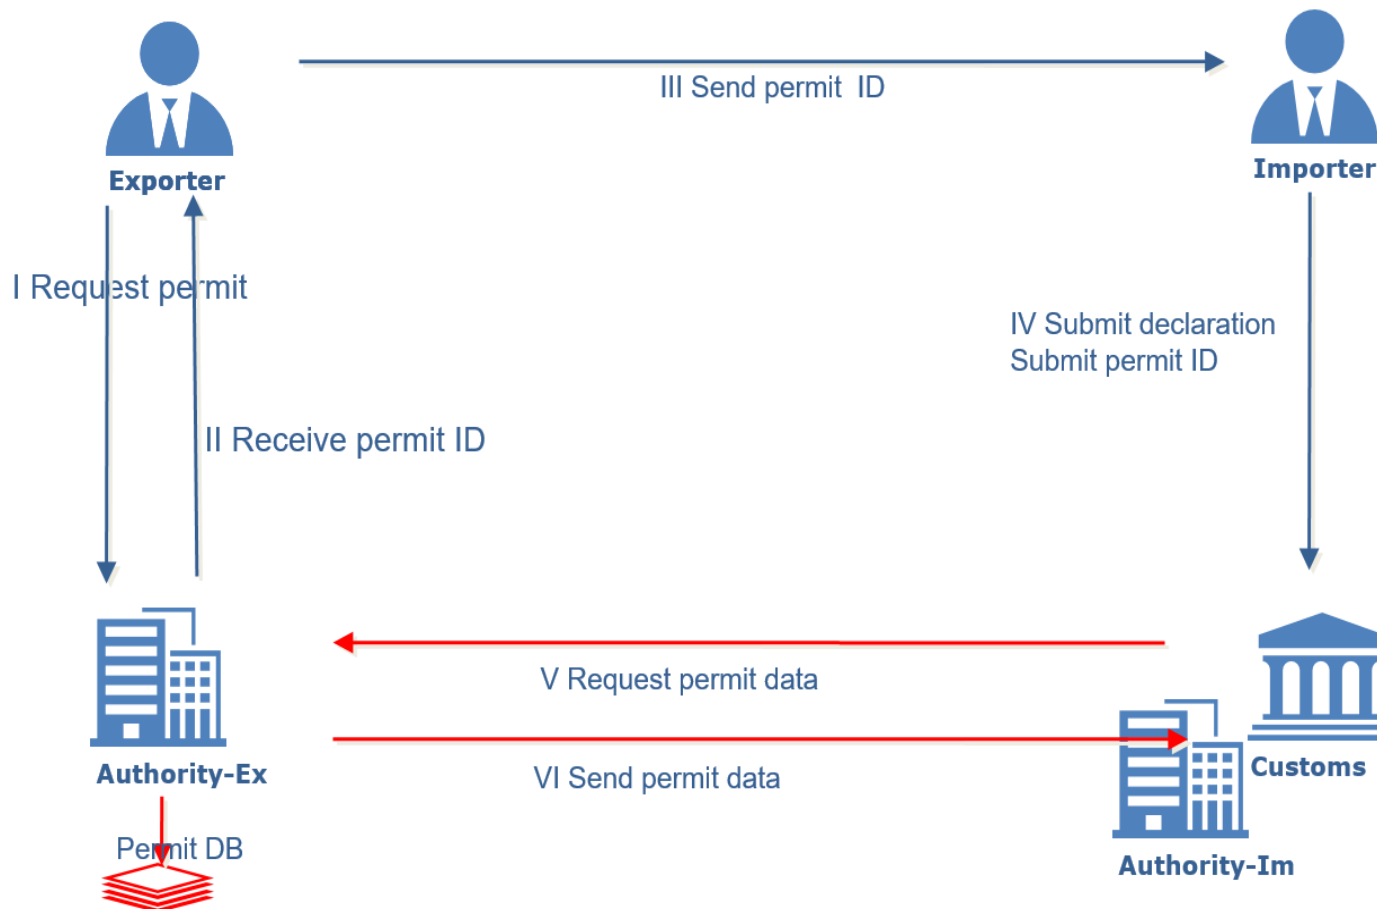 III Send permit ID
Exporter
Importer
I Request permit
IV Submit declaration
Submit permit ID
II Receive permit ID
V Request permit data
VI Send permit data
Authority-Ex
Customs
Permit DB
Authority-Im